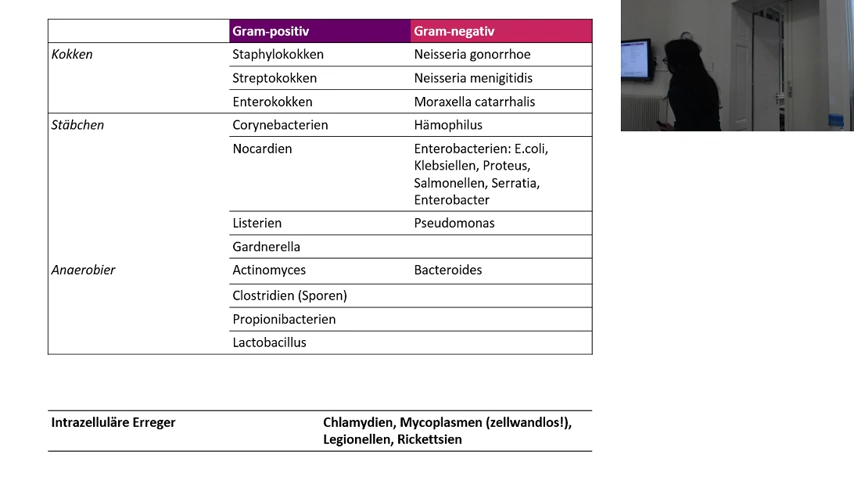 Gram-positiv Gram-negativ
Kokken Staphylokokken Neisseria gonorrhoe
Streptokokken Neisseria menigitidis
Enterokokken Moraxella catarrhalis
Stäbchen Corynebacterien Hämophilus
Nocardien Enterobacterien: E.coli,
Klebsiellen, Proteus,
Salmonellen, Serratia,
Enterobacter
Listerien Pseudomonas
Gardnerella
Anaerobier Actinomyces Bacteroides
Clostridien (Sporen)
Propionibacterien
Lactobacillus
Intrazelluläre Erreger Chlamydien, Mycoplasmen (zellwandlos!),
Legionellen, Rickettsien